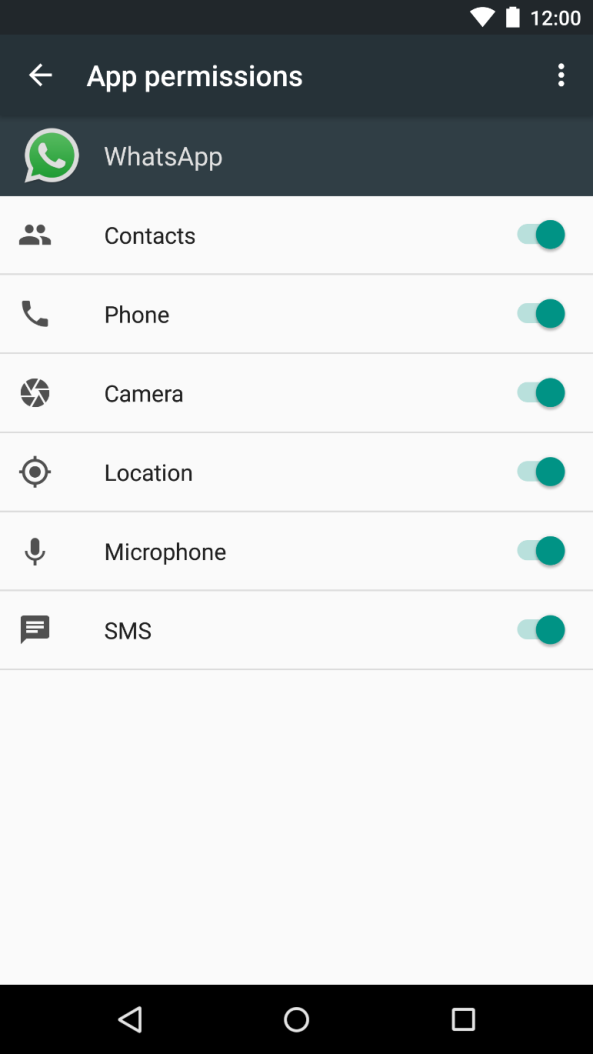 12:00
App permissions
WhatsApp
Contacts
Phone
Camera
Location
Microphone
SMS